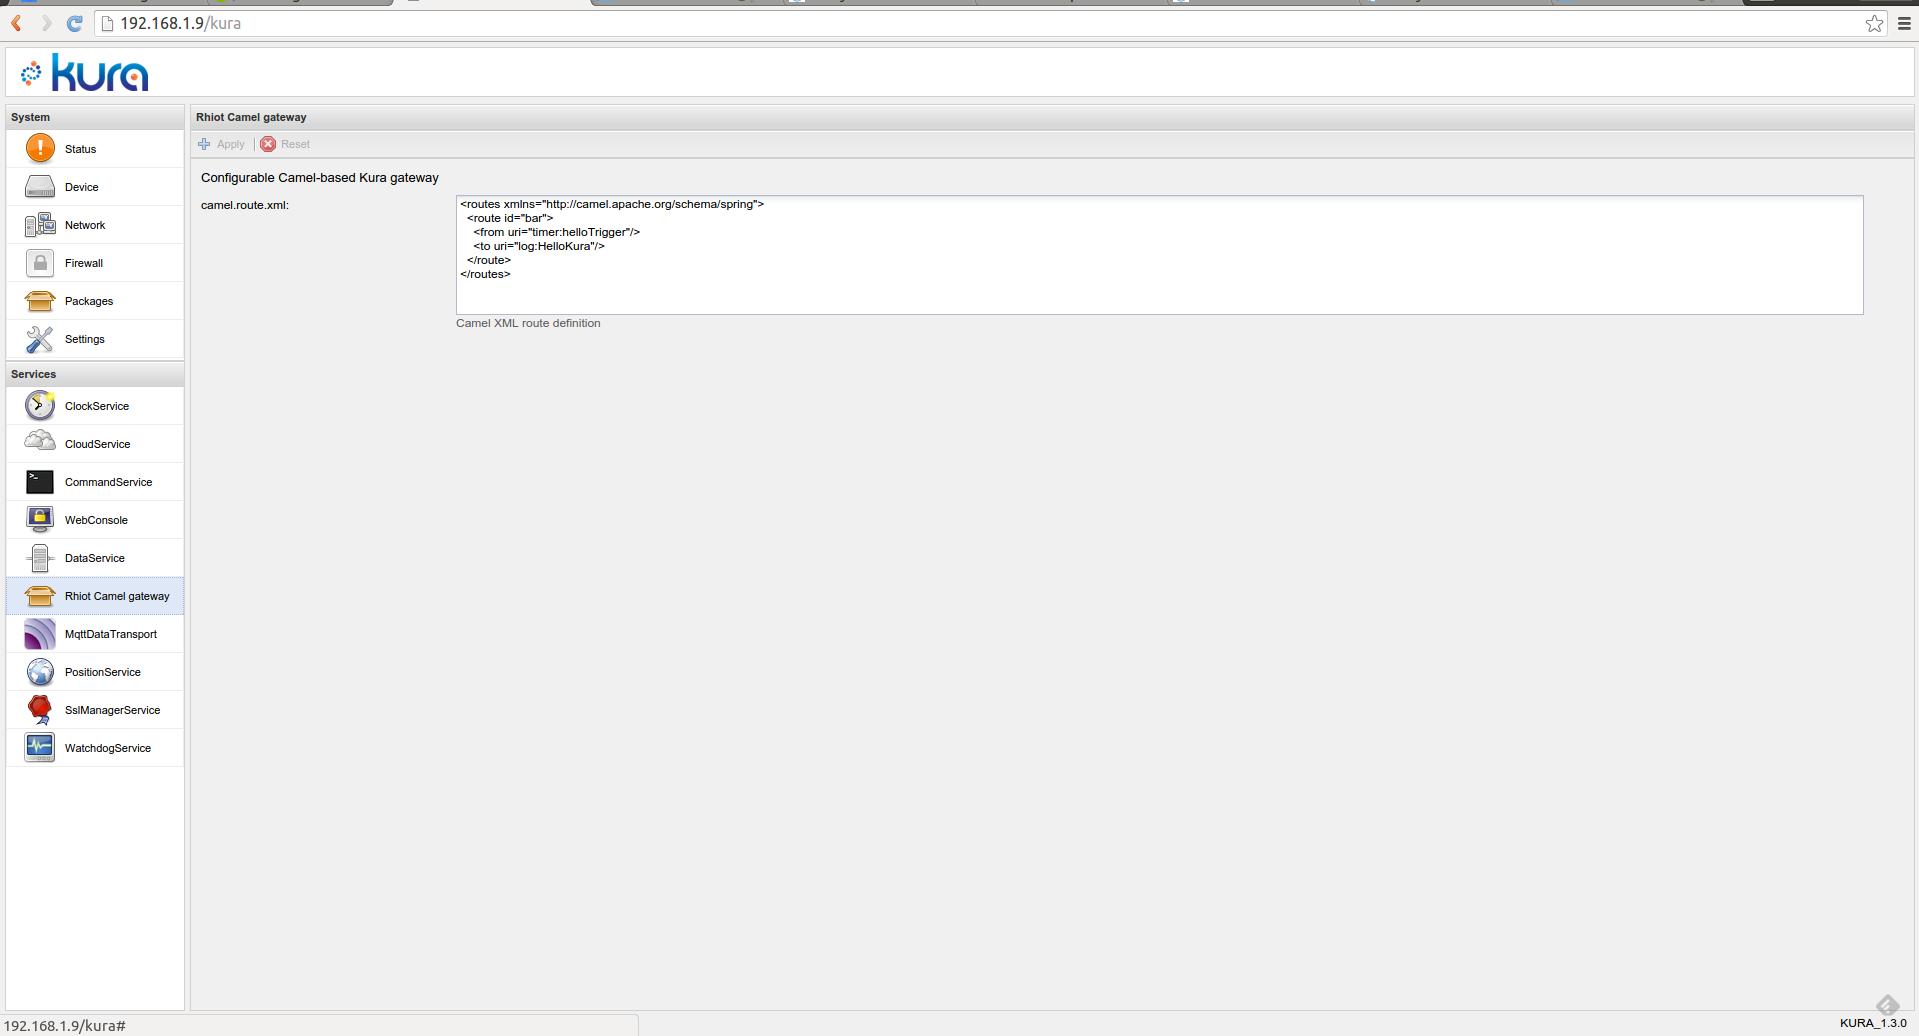 192.168.1.9/kura
kura
System
Status
Device
Network
Firewall
Packages
Settings
Services
ClockService
CloudService
CommandService
WebConsole
DataService
Rhiot Camel gateway
MqttDataTransport
PositionService
SslManagerService
WatchdogService
Rhiot Camel gateway
Apply
Reset
Configurable Camel-based Kura gateway
camel.route.xml:
<routes xmlns="http://camel.apache.org/schema/spring">
<route id="bar">
<from uri="timer:helloTrigger"/>
<to uri="log:HelloKura"/>
</route>
</routes>
Camel XML route definition
192.168.1.9/kura#
KURA_1.3.0